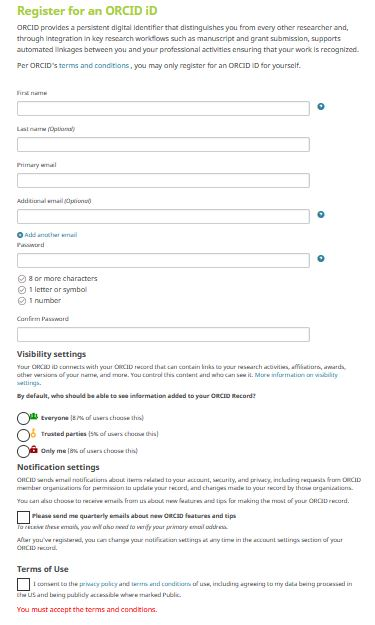 Register for an ORCID iD
ORCID provides a persistent digital identifier that distinguishes you from every other researcher and,
through integration in key research workflows such as manuscript and grant submission, supports
automated linkages between you and your professional activities ensuring that your work is recognized.
Per ORCID's terms and conditions, you may only register for an ORCID iD for yourself.
First name
?
Last name (Optional)
Primary email
Additional email (Optional)
?
Add another email
Password
?
8 or more characters
1 letter or symbol
1 number
Confirm Password
Visibility settings
Your ORCID iD connects with your ORCID record that can contain links to your research activities, affiliations, awards,
other versions of your name, and more. You control this content and who can see it. More information on visibility
settings.
By default, who should be able to see information added to your ORCID Record?
Everyone (87% of users choose this)
Trusted parties (5% of users choose this)
Only me (8% of users choose this)
Notification settings
ORCID sends email notifications about items related to your account, security, and privacy, including requests from ORCID
member organizations for permission to update your record, and changes made to your record by those organizations.
You can also choose to receive emails from us about new features and tips for making the most of your ORCID record.
Please send me quarterly emails about new ORCID features and tips
To receive these emails, you will also need to verify your primary email address.
After you've registered, you can change your notification settings at any time in the account settings section of your
ORCID record.
Terms of Use
I consent to the privacy policy and terms and conditions of use, including agreeing to my data being processed in
the US and being publicly accessible where marked Public.
You must accept the terms and conditions.